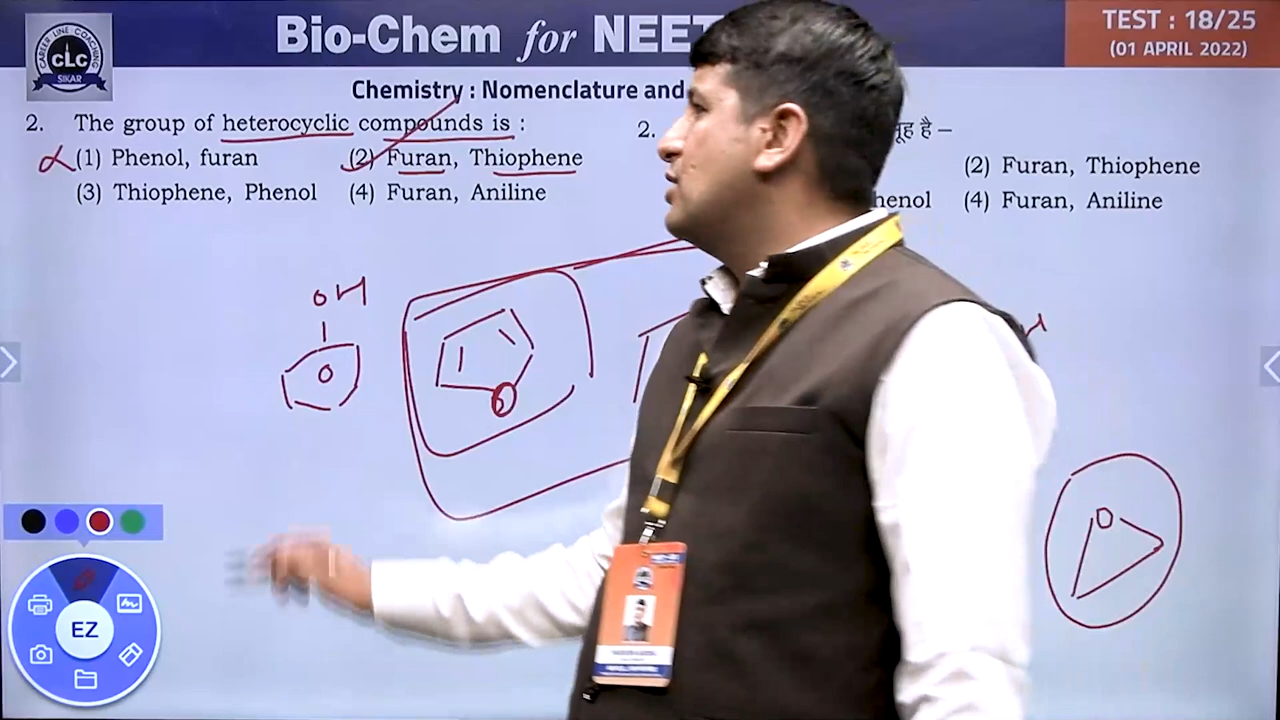 CAREER LINE COACHING
CLC
SIKAR
Bio-Chem for NEET
TEST : 18/25
(01 APRIL 2022)
Chemistry : Nomenclature and
2. The group of heterocyclic compounds is :
(1) Phenol, furan (2) Furan, Thiophene
(3) Thiophene, Phenol (4) Furan, Aniline
2. है –
(2) Furan, Thiophene
(4) Furan, Aniline
OH
O
O
EZ